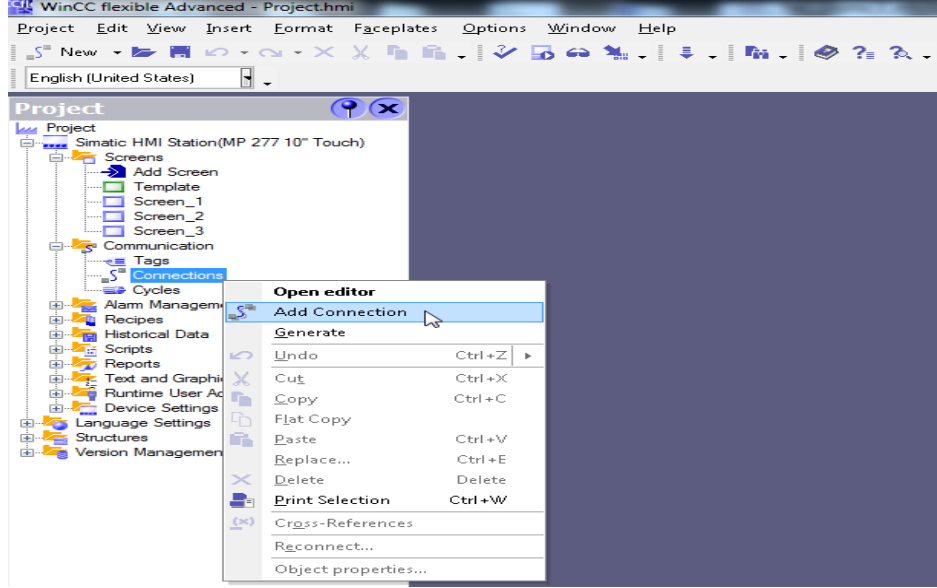 WinCC flexible Advanced - Project.hmi
Project Edit View Insert Format Faceplates Options Window Help
New
English (United States)
Project
Project
Simatic HMI Station(MP 277 10" Touch)
Screens
Add Screen
Template
Screen_1
Screen_2
Screen_3
Communication
Tags
Connections
Cycles
Alarm Managem
Recipes
Historical Data
Scripts
Reports
Text and Graphi
Runtime User Ad
Device Settings
Language Settings
Structures
Version Managemen
Open editor
Add Connection
Generate
Undo Ctrl+Z
Cut Ctrl+X
Copy Ctrl+C
Flat Copy
Paste Ctrl+V
Replace... Ctrl+E
Delete Delete
Print Selection Ctrl+W
Cross-References
Reconnect...
Object properties...